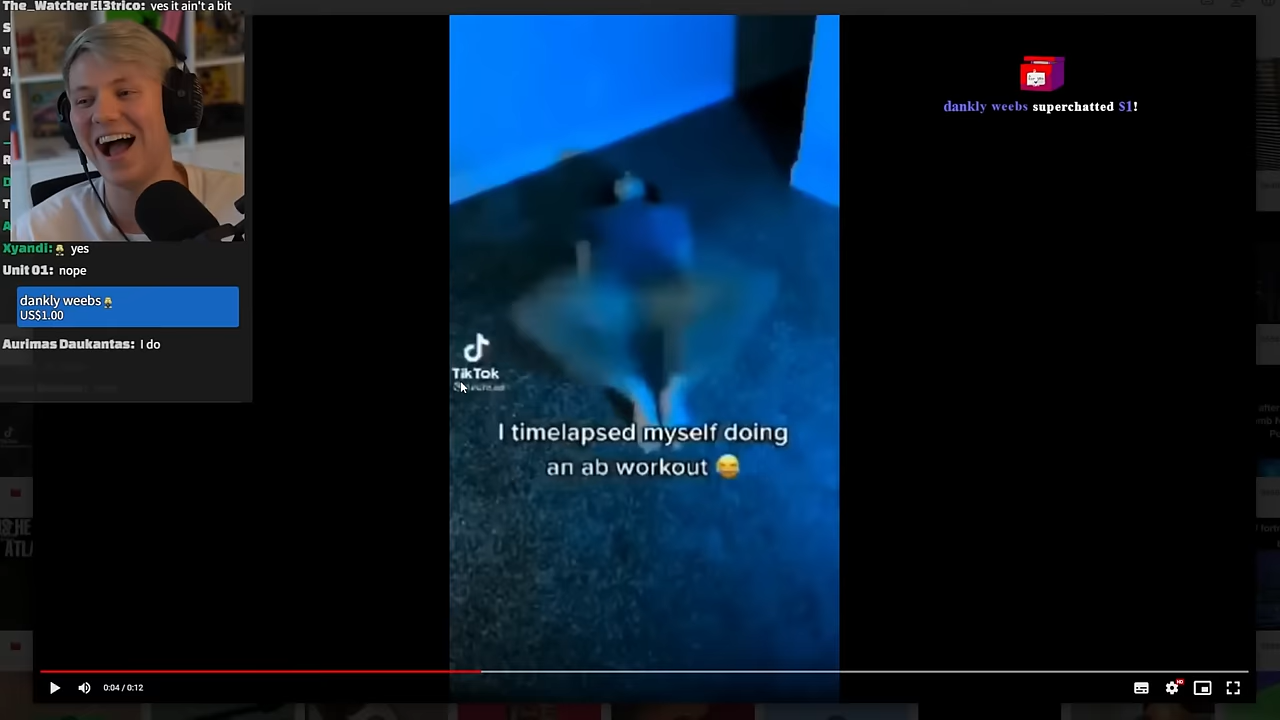 The_Watcher El3trico: yes it ain't a bit
Xyandi: yes
Unit 01: nope
dankly weebs
US$1.00
Aurimas Daukantas: I do
dankly weebs superchatted $1!
TikTok
I timelapsed myself doing
an ab workout 😅
0:04 / 0:12
HD